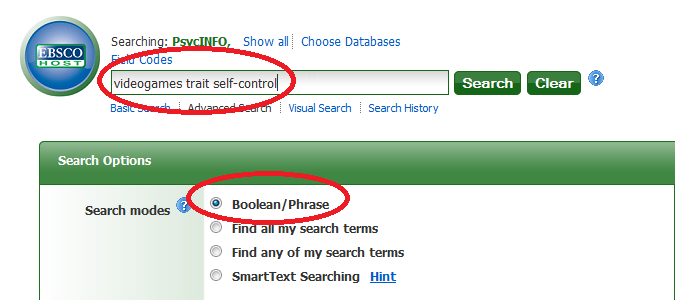 EBSCO
HOST
Searching: PsycINFO, Show all Choose Databases
Field Codes
videogames trait self-control
Search
Clear
?
Basic Search Advanced Search Visual Search Search History
Search Options
Search modes ?
Boolean/Phrase
Find all my search terms
Find any of my search terms
SmartText Searching Hint